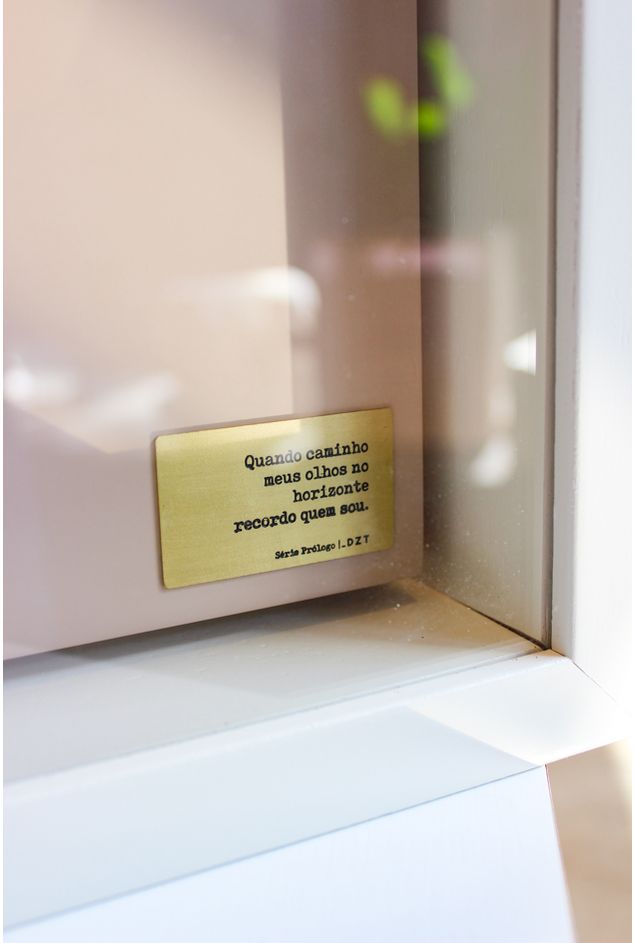 Quando caminho
meus olhos no
horizonte
recordo quem sou.
Série Prólogo |_DZT